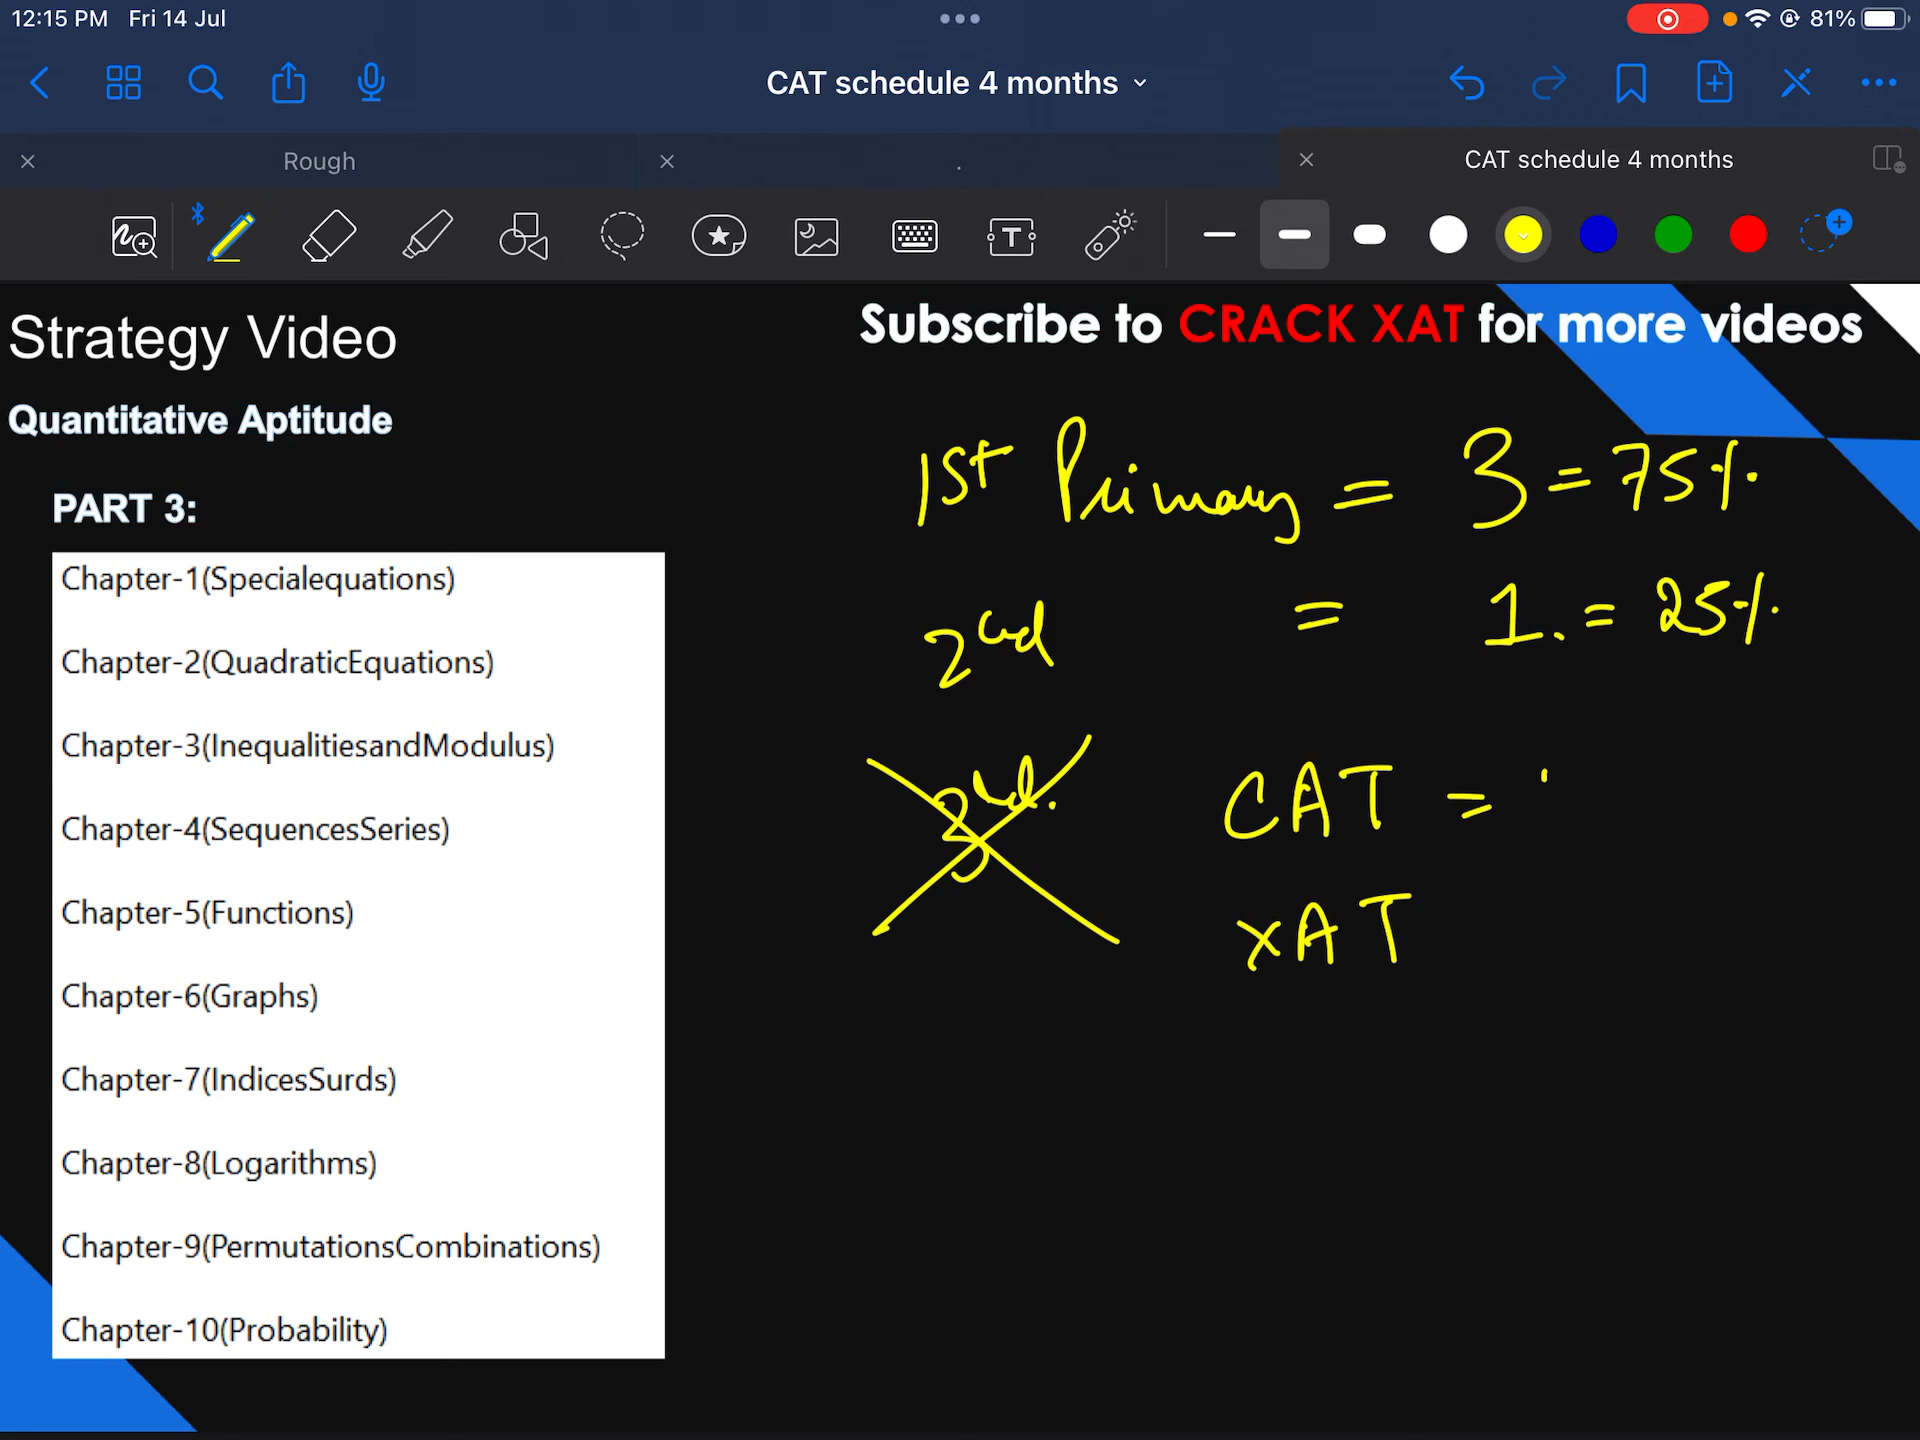 12:15 PM Fri 14 Jul
81%
CAT schedule 4 months
Rough
.
CAT schedule 4 months
Strategy Video
Subscribe to CRACK XAT for more videos
Quantitative Aptitude
PART 3:
Chapter-1(Specialequations)
Chapter-2(QuadraticEquations)
Chapter-3(InequalitiesandModulus)
Chapter-4(SequencesSeries)
Chapter-5(Functions)
Chapter-6(Graphs)
Chapter-7(IndicesSurds)
Chapter-8(Logarithms)
Chapter-9(PermutationsCombinations)
Chapter-10(Probability)
1st Primary = 3 = 75%
2nd = 1. = 25%
CAT =
XAT